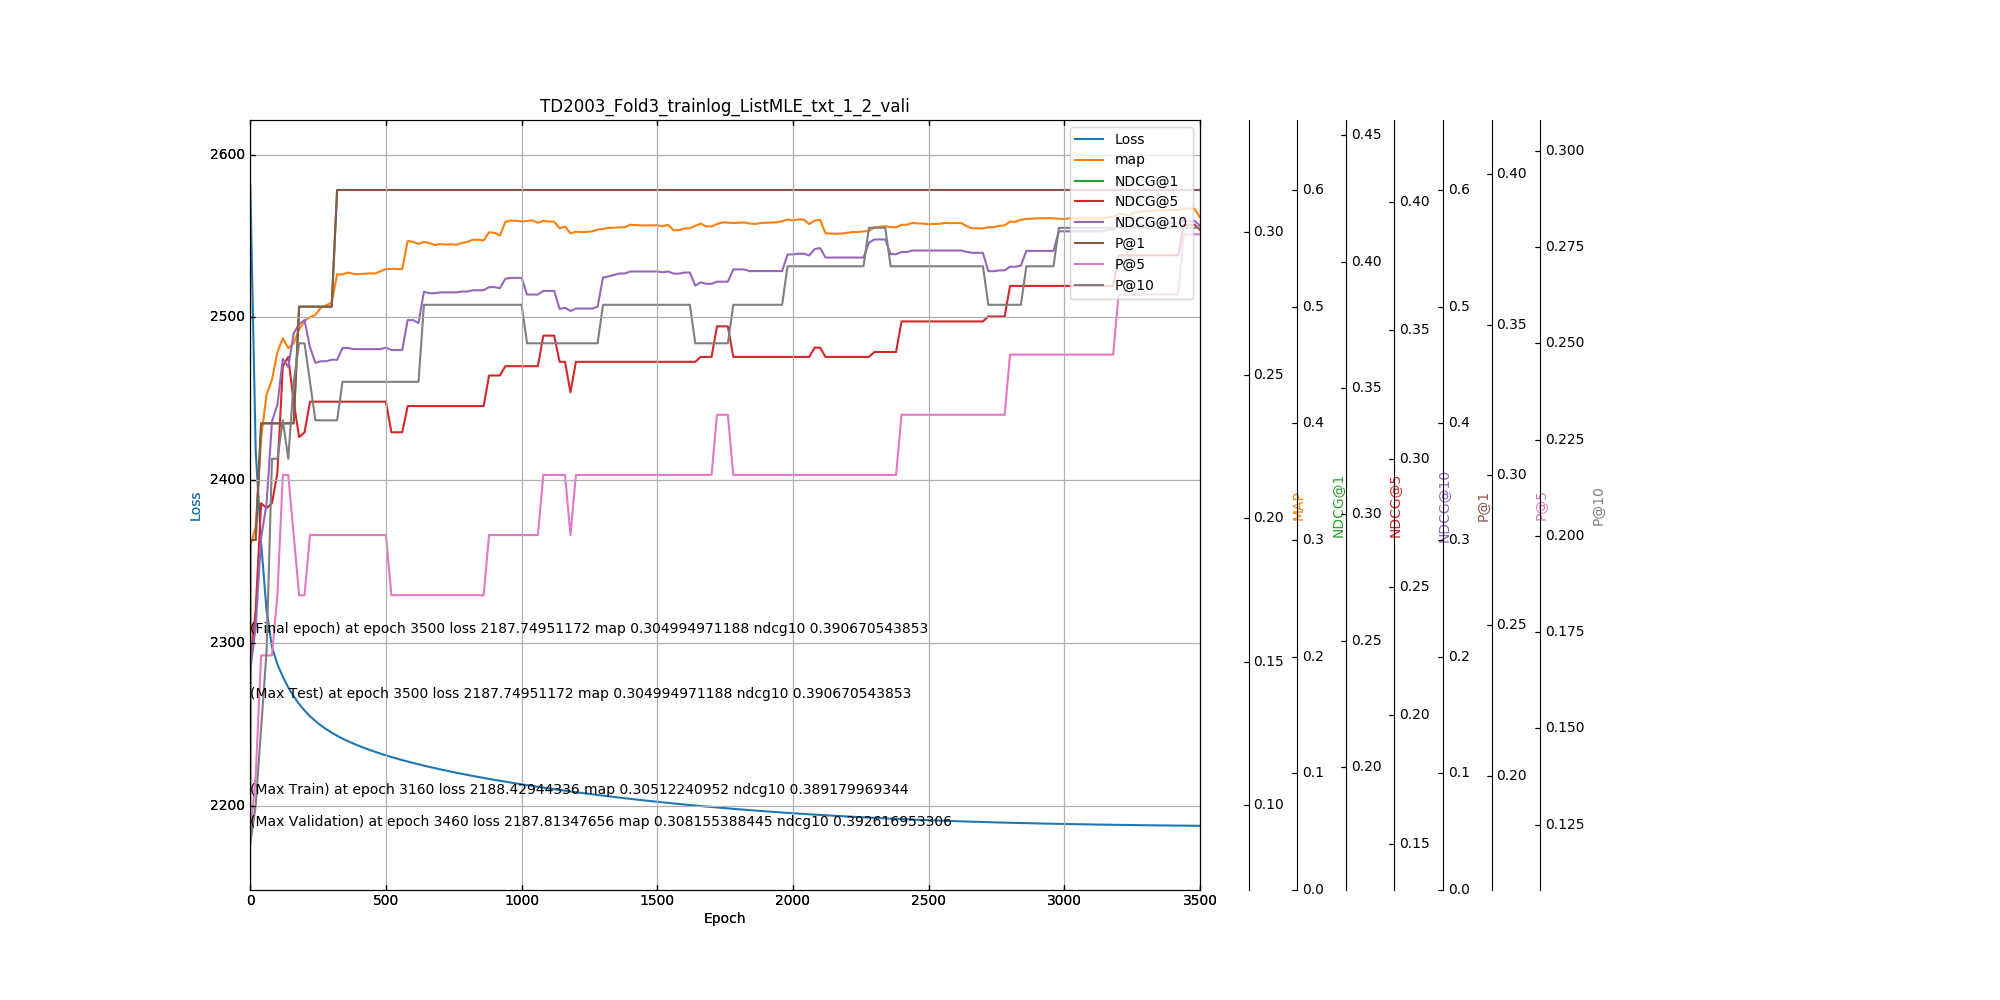 TD2003_Fold3_trainlog_ListMLE_txt_1_2_vali
Loss
map
NDCG@1
NDCG@5
NDCG@10
P@1
P@5
P@10
2600
2500
2400
2300
2200
Loss
(Final epoch) at epoch 3500 loss 2187.74951172 map 0.304994971188 ndcg10 0.390670543853
(Max Test) at epoch 3500 loss 2187.74951172 map 0.304994971188 ndcg10 0.390670543853
(Max Train) at epoch 3160 loss 2188.42944336 map 0.30512240952 ndcg10 0.389179969344
(Max Validation) at epoch 3460 loss 2187.81347656 map 0.308155388445 ndcg10 0.392616953306
0 500 1000 1500 2000 2500 3000 3500
Epoch
0.30
0.25
0.20
0.15
0.10
MAP
0.6
0.5
0.4
0.3
0.2
0.1
0.0
NDCG@1
0.45
0.40
0.35
0.30
0.25
0.20
NDCG@5
0.40
0.35
0.30
0.25
0.20
0.15
NDCG@10
0.6
0.5
0.4
0.3
0.2
0.1
0.0
P@1
0.40
0.35
0.30
0.25
0.20
P@5
0.300
0.275
0.250
0.225
0.200
0.175
0.150
0.125
P@10